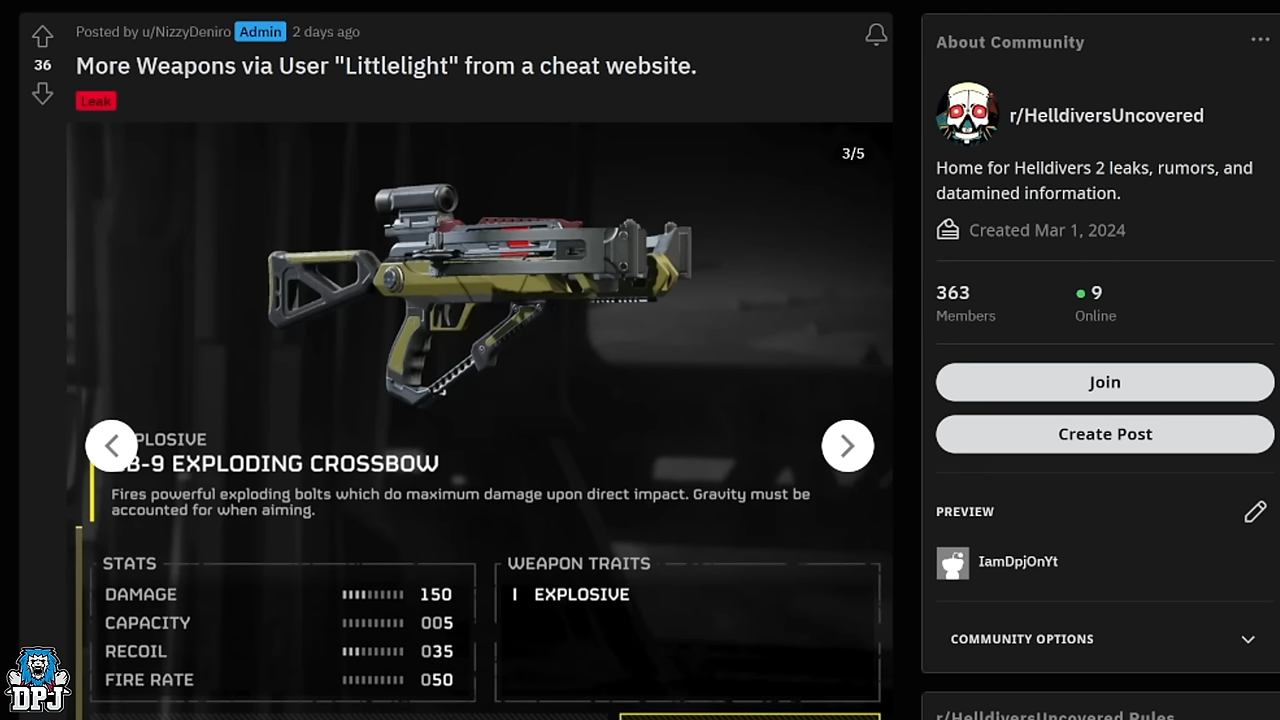 Posted by u/NizzyDeniro Admin 2 days ago
36
More Weapons via User "Littlelight" from a cheat website.
Leak
3/5
PLOSIVE
B-9 EXPLODING CROSSBOW
Fires powerful exploding bolts which do maximum damage upon direct impact. Gravity must be
accounted for when aiming.
STATS
DAMAGE 150
CAPACITY 005
RECOIL 035
FIRE RATE 050
WEAPON TRAITS
I EXPLOSIVE
DPJ
About Community
r/HelldiversUncovered
Home for Helldivers 2 leaks, rumors, and
datamined information.
Created Mar 1, 2024
363 9
Members Online
Join
Create Post
PREVIEW
IamDpjOnYt
COMMUNITY OPTIONS
r/HelldiversUncovered Rules